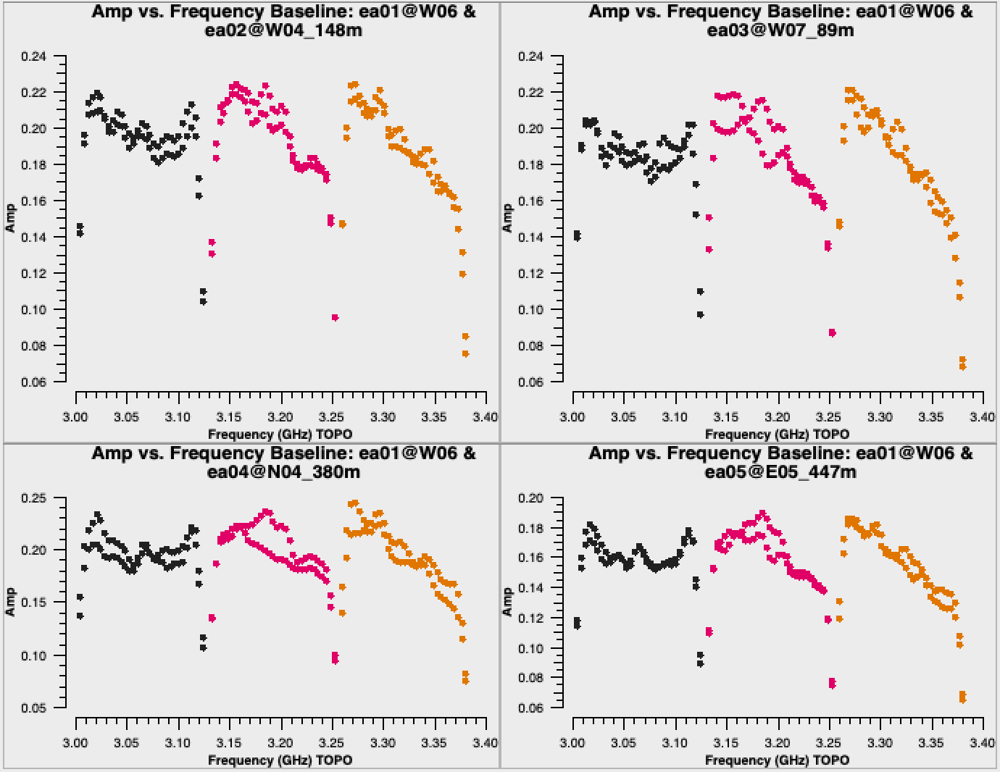 Amp vs. Frequency Baseline: ea01@W06 &
ea02@W04_148m
0.24
0.22
0.20
0.18
0.16
0.14
0.12
0.10
0.08
0.06
Amp
3.00 3.05 3.10 3.15 3.20 3.25 3.30 3.35 3.40
Frequency (GHz) TOPO
Amp vs. Frequency Baseline: ea01@W06 &
ea03@W07_89m
0.24
0.22
0.20
0.18
0.16
0.14
0.12
0.10
0.08
0.06
Amp
3.00 3.05 3.10 3.15 3.20 3.25 3.30 3.35 3.40
Frequency (GHz) TOPO
Amp vs. Frequency Baseline: ea01@W06 &
ea04@N04_380m
0.25
0.20
0.15
0.10
0.05
Amp
3.00 3.05 3.10 3.15 3.20 3.25 3.30 3.35 3.40
Frequency (GHz) TOPO
Amp vs. Frequency Baseline: ea01@W06 &
ea05@E05_447m
0.20
0.18
0.16
0.14
0.12
0.10
0.08
0.06
Amp
3.00 3.05 3.10 3.15 3.20 3.25 3.30 3.35 3.40
Frequency (GHz) TOPO